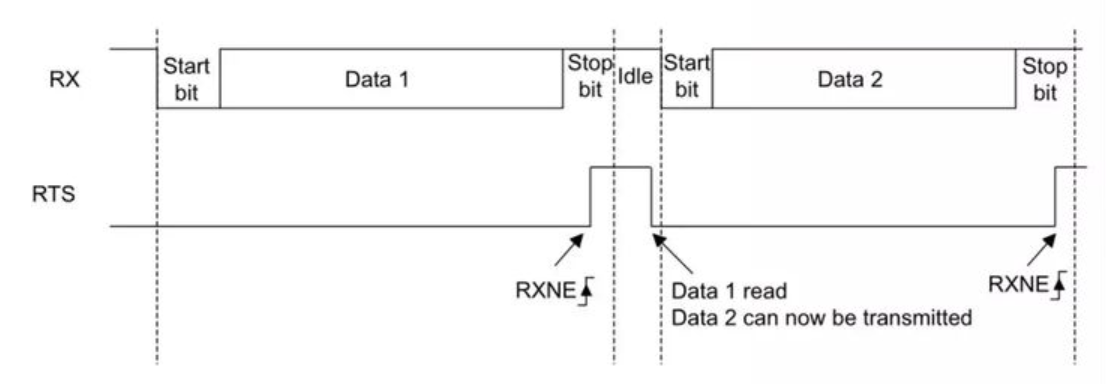 RX
Start
bit
Data 1
Stop
bit
Idle
Start
bit
Data 2
Stop
bit
RTS
RXNE
Data 1 read
Data 2 can now be transmitted
RXNE